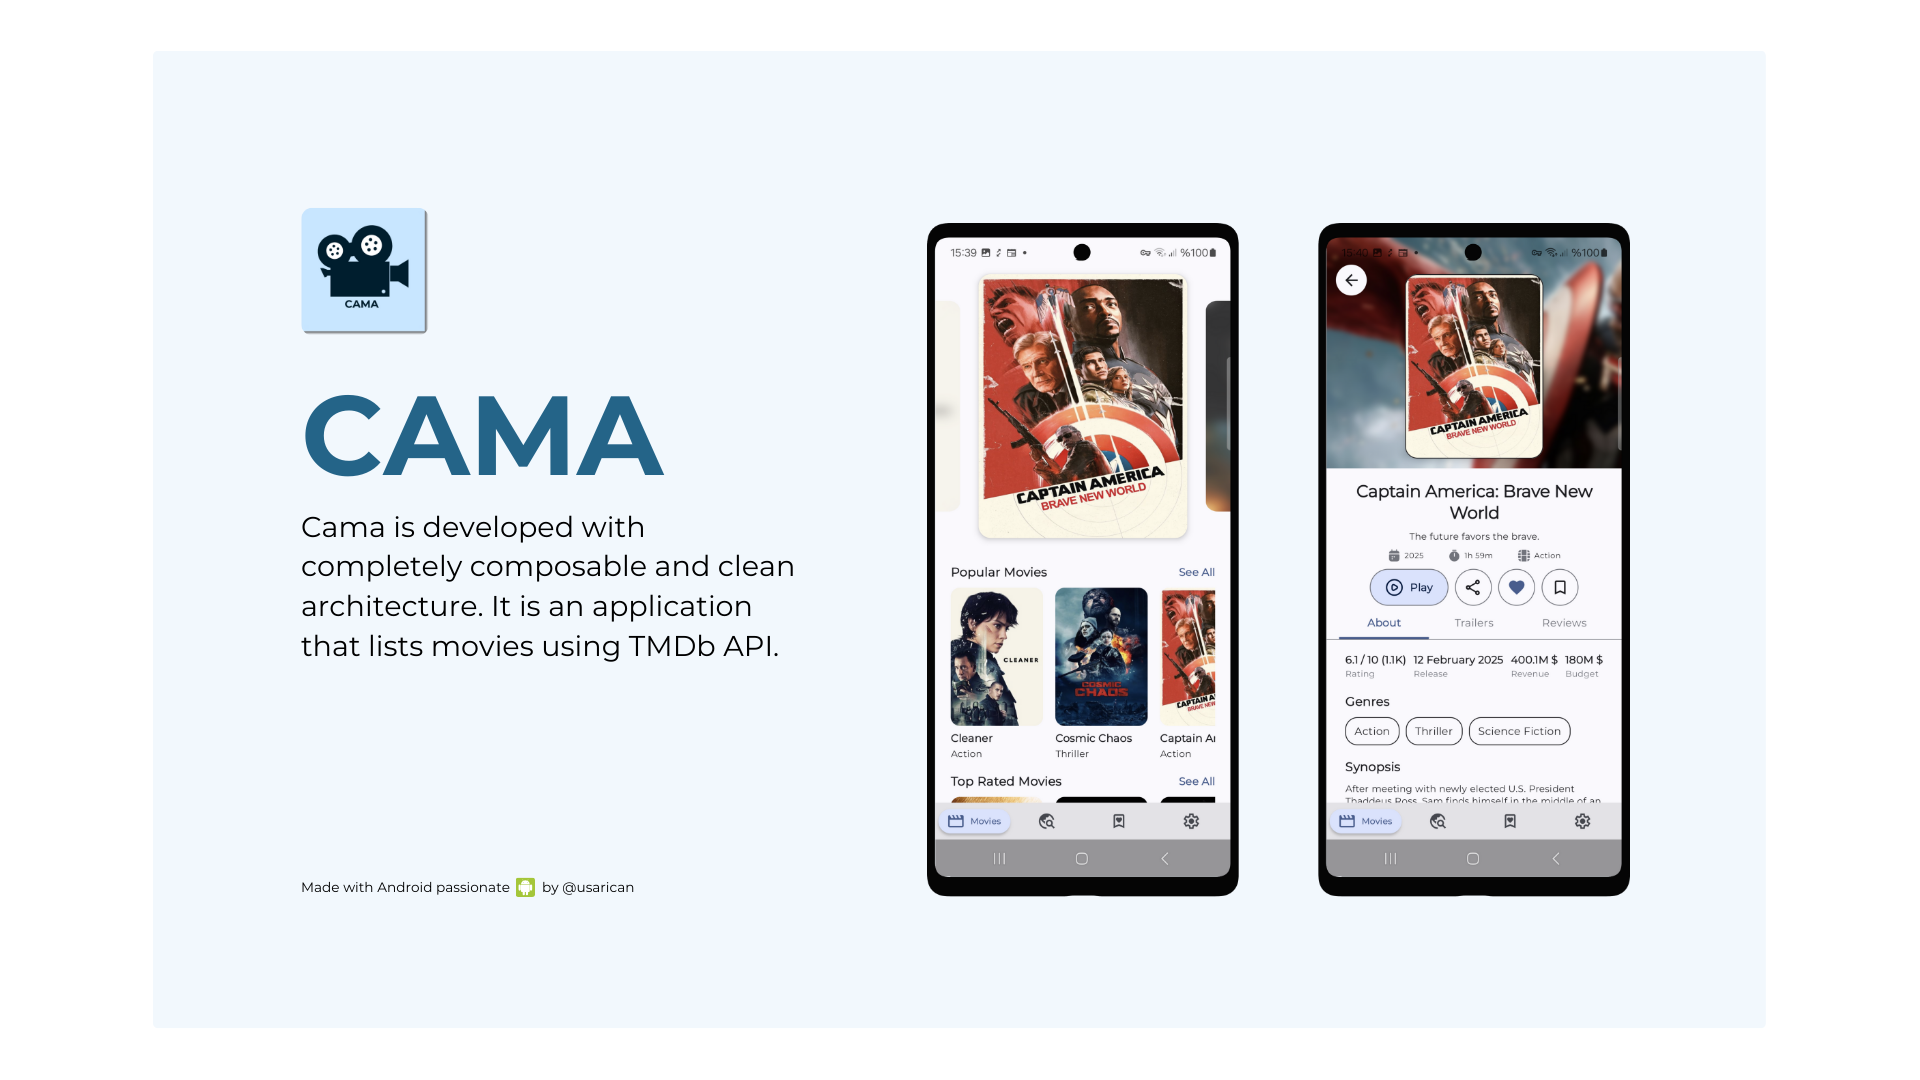 CAMA
CAMA
Cama is developed with
completely composable and clean
architecture. It is an application
that lists movies using TMDb API.
Made with Android passionate by @usarican
15:39 %100
CAPTAIN AMERICA
BRAVE NEW WORLD
Popular Movies See All
CLEANER
COSMIC
CHAOS
CAPTAIN A
Cleaner Cosmic Chaos Captain A
Action Thriller Action
Top Rated Movies See All
Movies
15:40 %100
CAPTAIN AMERICA
BRAVE NEW WORLD
Captain America: Brave New
World
The future favors the brave.
2025 1h 59m Action
Play
About Trailers Reviews
6.1 / 10 (1.1K) 12 February 2025 400.1M $ 180M $
Rating Release Revenue Budget
Genres
Action Thriller Science Fiction
Synopsis
After meeting with newly elected U.S. President
Thaddeus Ross, Sam finds himself in the middle of an
Movies